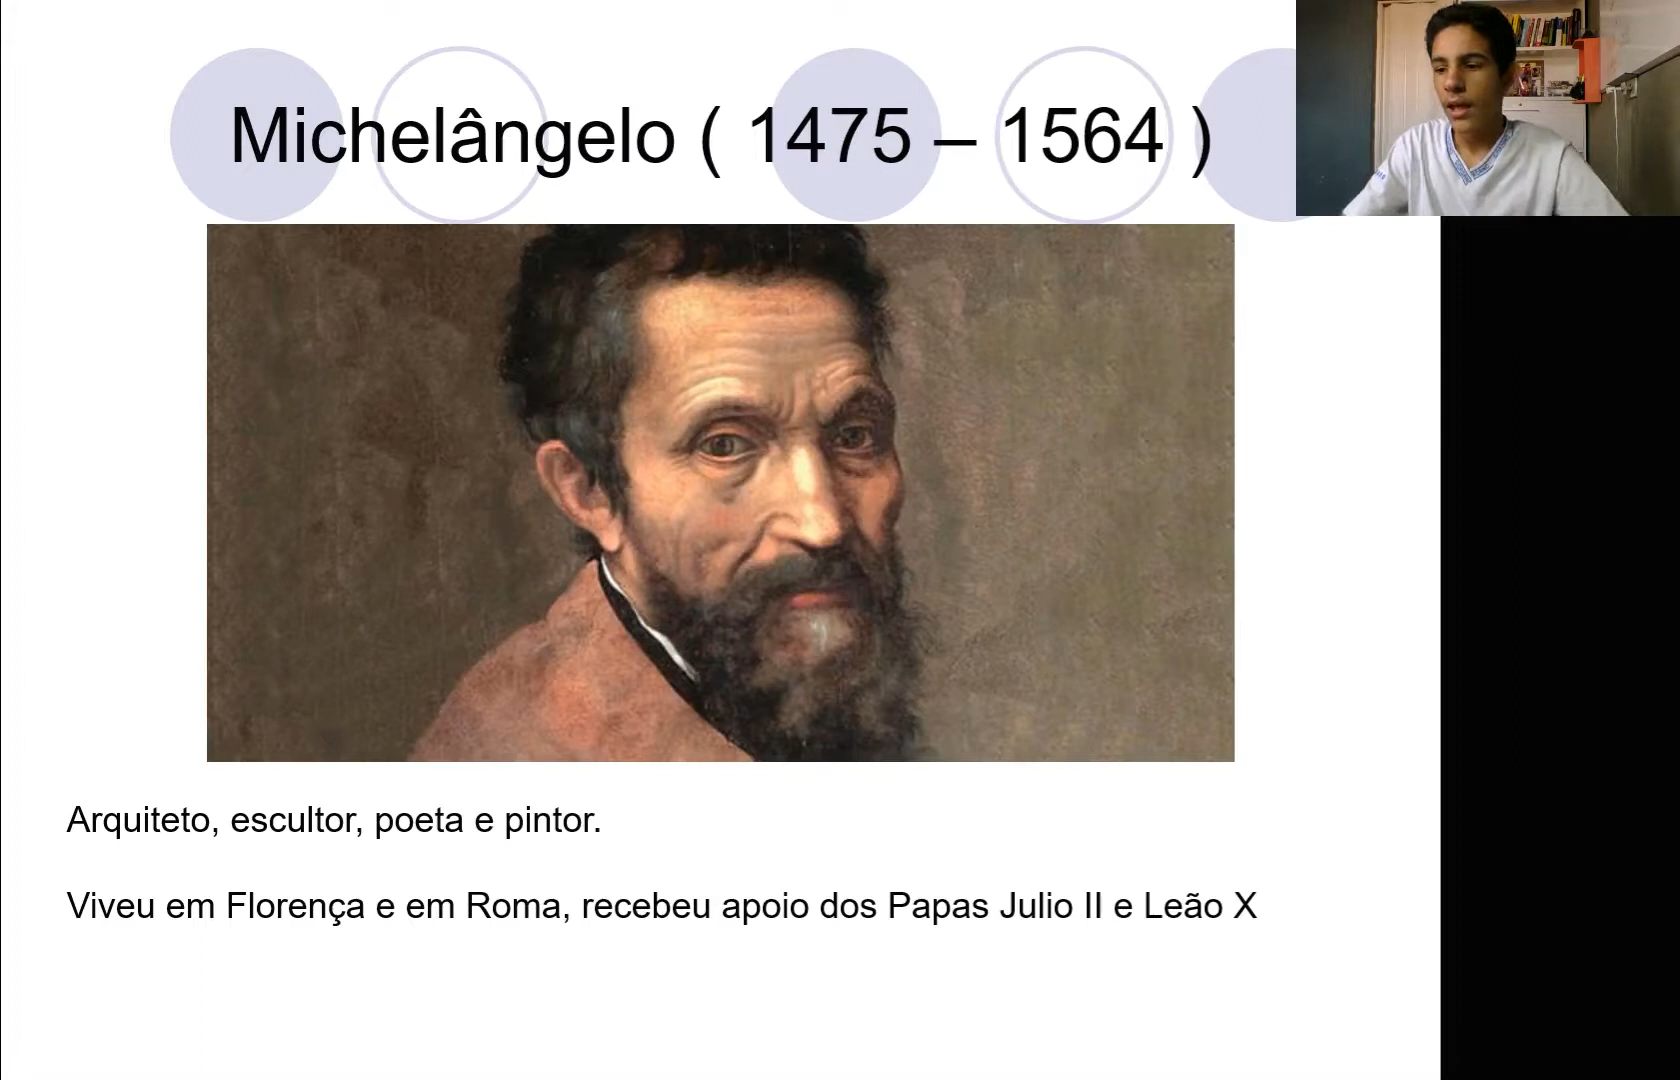 Michelângelo ( 1475 – 1564 )
Arquiteto, escultor, poeta e pintor.
Viveu em Florença e em Roma, recebeu apoio dos Papas Julio II e Leão X